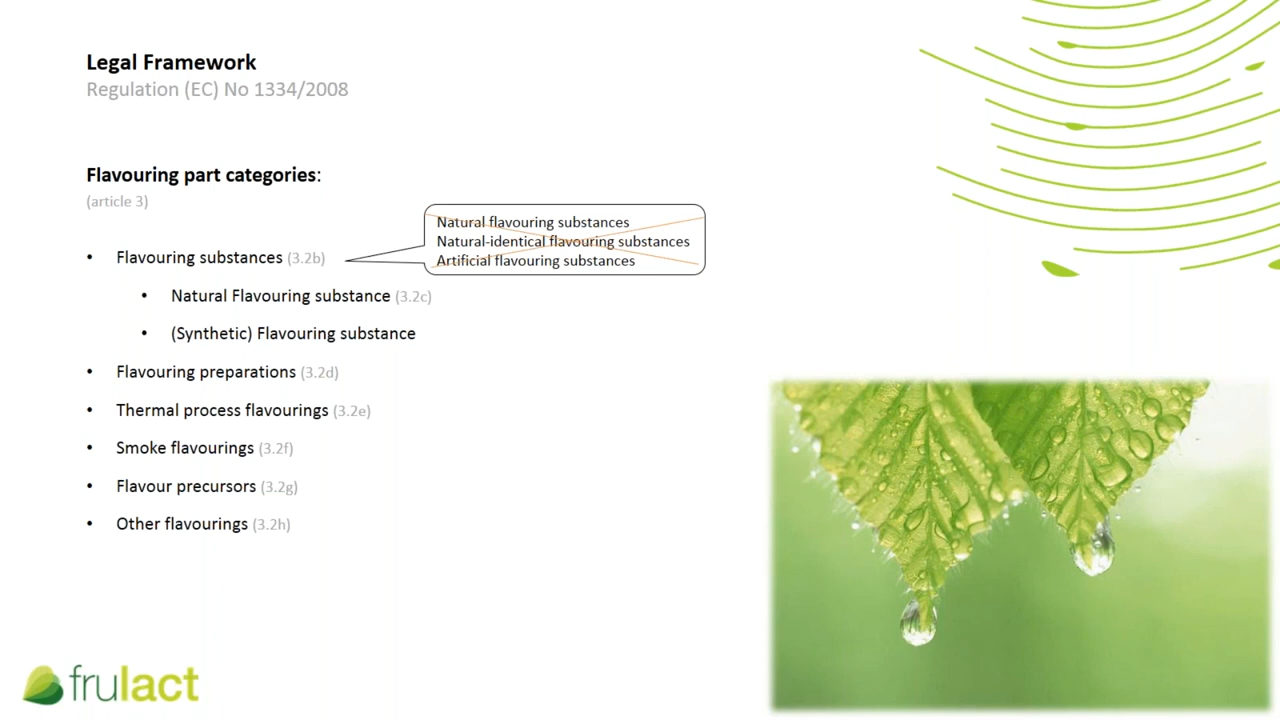 Legal Framework
Regulation (EC) No 1334/2008
Flavouring part categories:
(article 3)
Natural flavouring substances
Natural-identical flavouring substances
Artificial flavouring substances
• Flavouring substances (3.2b)
• Natural Flavouring substance (3.2c)
• (Synthetic) Flavouring substance
• Flavouring preparations (3.2d)
• Thermal process flavourings (3.2e)
• Smoke flavourings (3.2f)
• Flavour precursors (3.2g)
• Other flavourings (3.2h)
frulact